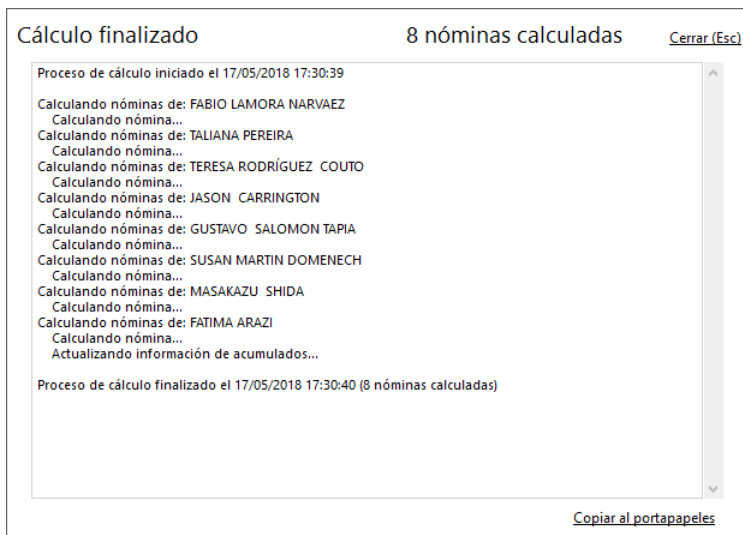 Cálculo finalizado 8 nóminas calculadas Cerrar (Esc)
Proceso de cálculo iniciado el 17/05/2018 17:30:39
Calculando nóminas de: FABIO LAMORA NARVAEZ
Calculando nómina...
Calculando nóminas de: TALIANA PEREIRA
Calculando nómina...
Calculando nóminas de: TERESA RODRÍGUEZ  COUTO
Calculando nómina...
Calculando nóminas de: JASON  CARRINGTON
Calculando nómina...
Calculando nóminas de: GUSTAVO  SALOMON TAPIA
Calculando nómina...
Calculando nóminas de: SUSAN MARTIN DOMENECH
Calculando nómina...
Calculando nóminas de: MASAKAZU  SHIDA
Calculando nómina...
Calculando nóminas de: FATIMA ARAZI
Calculando nómina...
Actualizando información de acumulados...
Proceso de cálculo finalizado el 17/05/2018 17:30:40 (8 nóminas calculadas)
Copiar al portapapeles